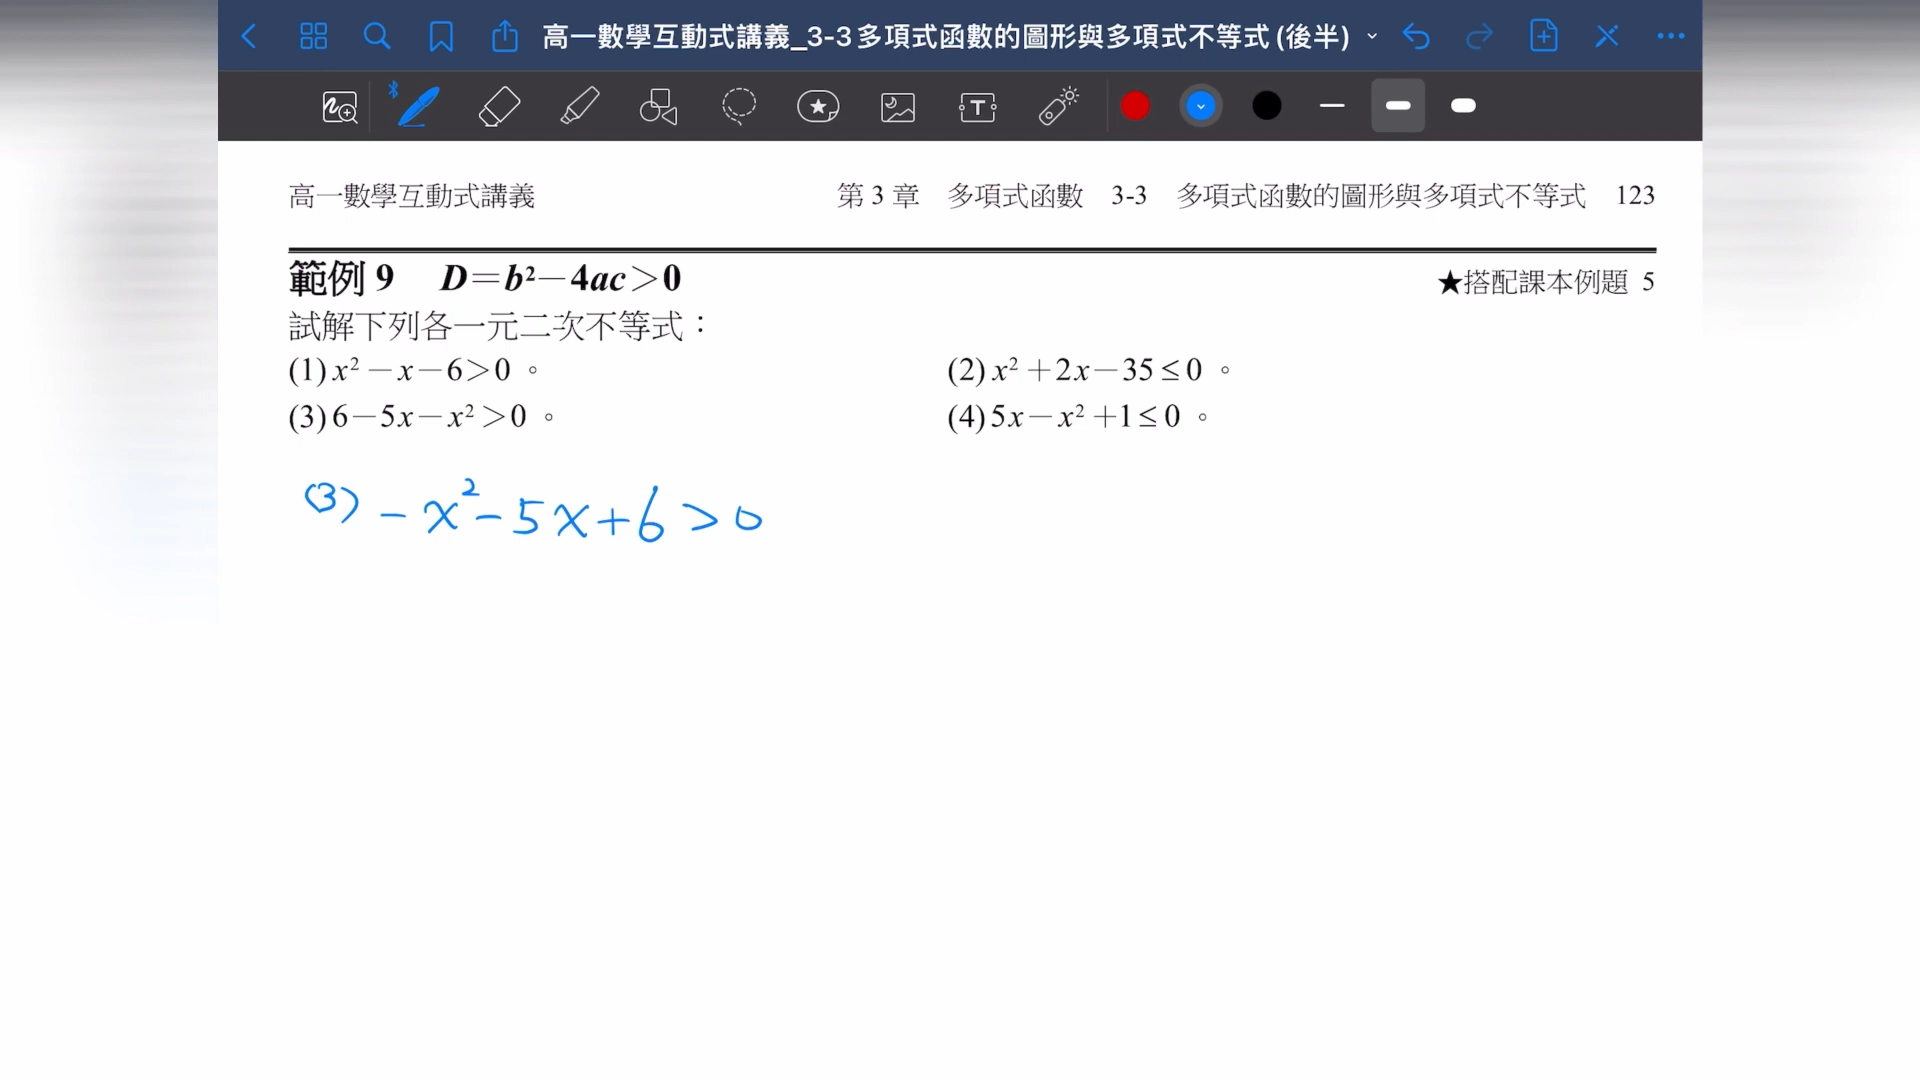 高一數學互動式講義_3-3多項式函數的圖形與多項式不等式(後半)
高一數學互動式講義 第3章 多項式函數 3-3 多項式函數的圖形與多項式不等式 123
範例9 D=b²-4ac>0 ★搭配課本例題 5
試解下列各一元二次不等式：
(1) x²-x-6>0。 (2) x²+2x-35≤0。
(3) 6-5x-x²>0。 (4) 5x-x²+1≤0。
(3) -x²-5x+6>0